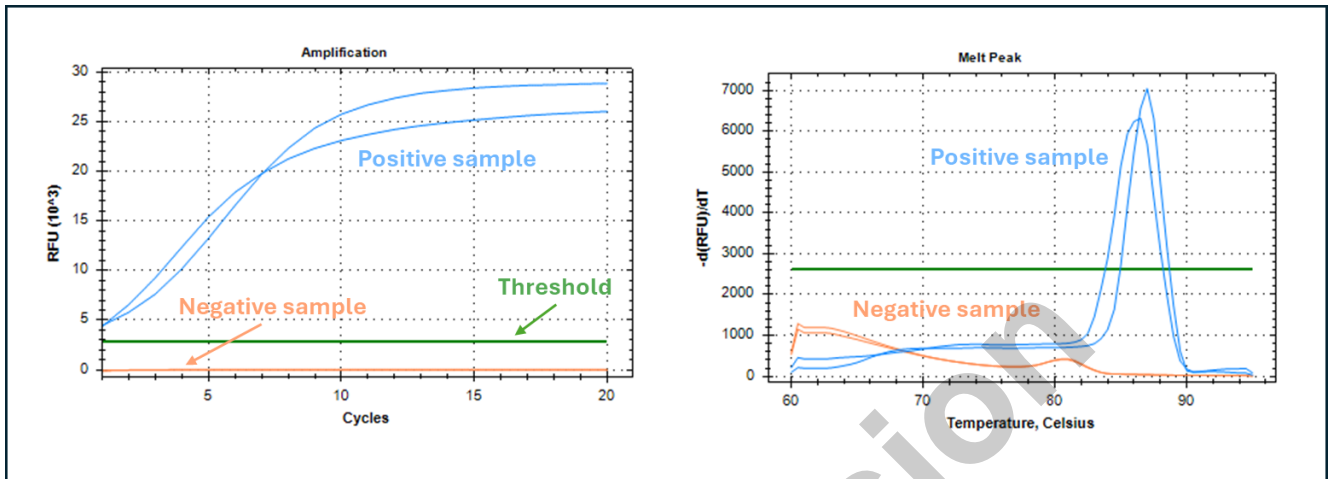 Amplification
30
25
20
15
10
5
0
RFU (10^3)
Positive sample
Threshold
Negative sample
5
10
15
20
Cycles
Melt Peak
7000
6000
5000
4000
3000
2000
1000
0
-d(RFU)/dT
Positive sample
Negative sample
60
70
80
90
Temperature, Celsius
sion